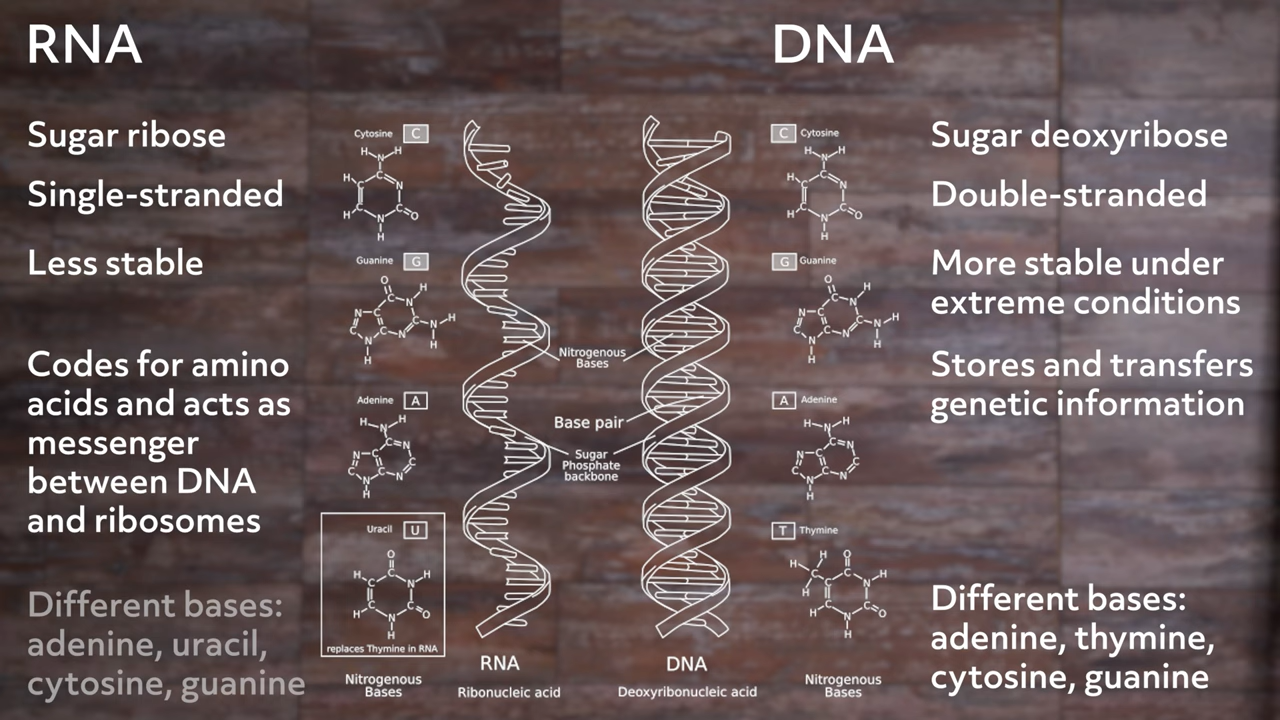 RNA
Sugar ribose
Single-stranded
Less stable
Codes for amino
acids and acts as
messenger
between DNA
and ribosomes
Different bases:
adenine, uracil,
cytosine, guanine
Cytosine C
H N H
H C N
C C
H N O
H
Guanine G
O
C H
N C N
C C C N H
N N H
H
Adenine A
H N H
N C C N
C C C
N N
H
Uracil U
O
H C C N H
H C N C O
H
replaces Thymine in RNA
Nitrogenous
Bases
RNA
Ribonucleic acid
Nitrogenous
Bases
Base pair
Sugar
Phosphate
backbone
DNA
Deoxyribonucleic acid
DNA
C Cytosine
H N H
H C N
C C
H N O
H
G Guanine
O
C H
N C N
C C C N H
N N H
H
A Adenine
H N H
N C C N
C C C
N N
H
T Thymine
H O
H C C C N H
H
H C N C O
H
Nitrogenous
Bases
Sugar deoxyribose
Double-stranded
More stable under
extreme conditions
Stores and transfers
genetic information
Different bases:
adenine, thymine,
cytosine, guanine